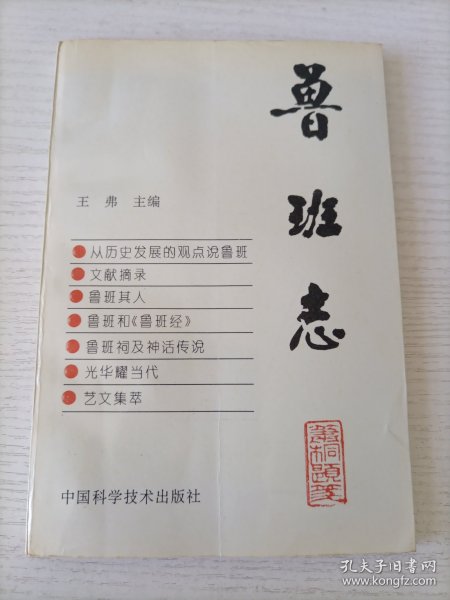 鲁班志
王弗 主编
从历史发展的观点说鲁班
文献摘录
鲁班其人
鲁班和《鲁班经》
鲁班祠及神话传说
光华耀当代
艺文集萃
中国科学技术出版社
孔夫子旧书网
www.kongfz.com